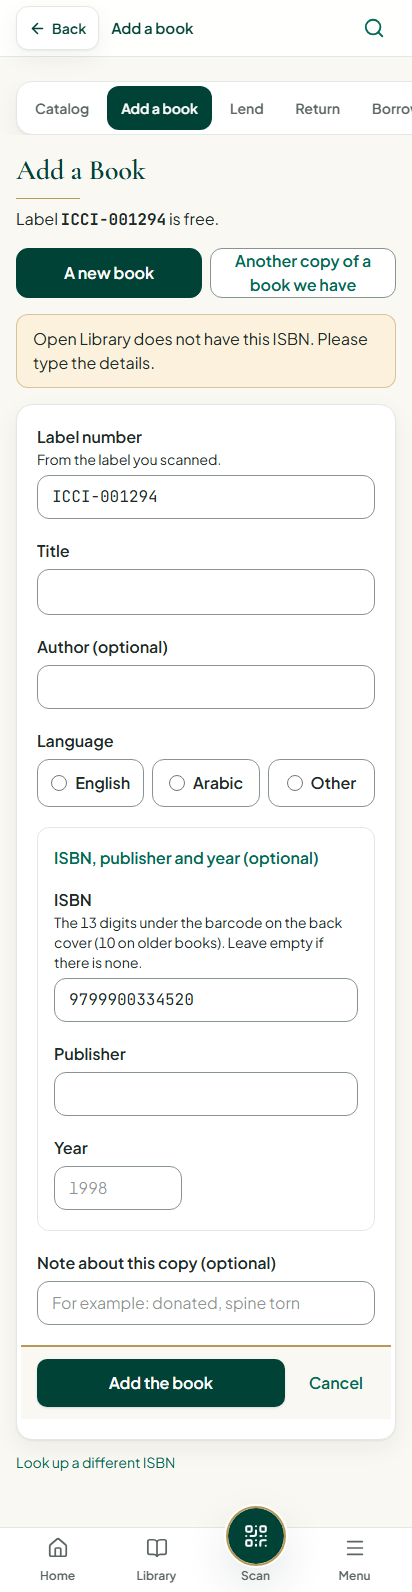 Back
Add a book
Catalog
Add a book
Lend
Return
Add a Book
Label ICCI-001294 is free.
A new book
Another copy of a
book we have
Open Library does not have this ISBN. Please
type the details.
Label number
From the label you scanned.
ICCI-001294
Title
Author (optional)
Language
English
Arabic
Other
ISBN, publisher and year (optional)
ISBN
The 13 digits under the barcode on the back
cover (10 on older books). Leave empty if
there is none.
9799900334520
Publisher
Year
1998
Note about this copy (optional)
For example: donated, spine torn
Add the book
Cancel
Look up a different ISBN
Home
Library
Scan
Menu